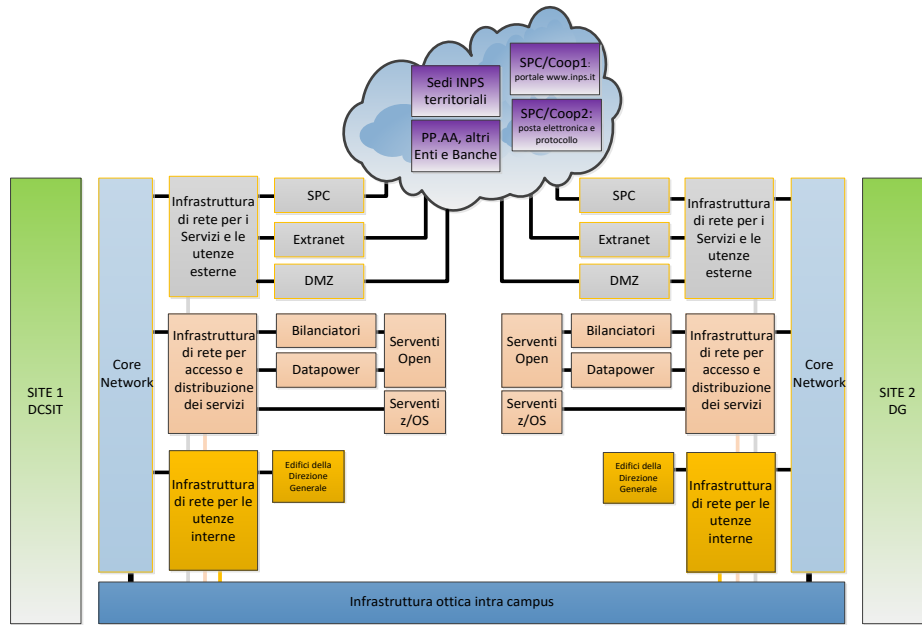 Sedi INPS
territoriali
SPC/Coop1:
portale www.inps.it
PP.AA, altri
Enti e Banche
SPC/Coop2:
posta elettronica e
protocollo
SITE 1
DCSIT
Core
Network
Infrastruttura
di rete per i
Servizi e le
utenze
esterne
SPC
Extranet
DMZ
Infrastruttura
di rete per
accesso e
distribuzione
dei servizi
Bilanciatori
Datapower
Serventi
Open
Serventi
z/OS
Infrastruttura
di rete per le
utenze
interne
Edifici della
Direzione
Generale
SPC
Extranet
DMZ
Infrastruttura
di rete per i
Servizi e le
utenze
esterne
Serventi
Open
Serventi
z/OS
Bilanciatori
Datapower
Infrastruttura
di rete per
accesso e
distribuzione
dei servizi
Edifici della
Direzione
Generale
Infrastruttura
di rete per le
utenze
interne
Core
Network
SITE 2
DG
Infrastruttura ottica intra campus